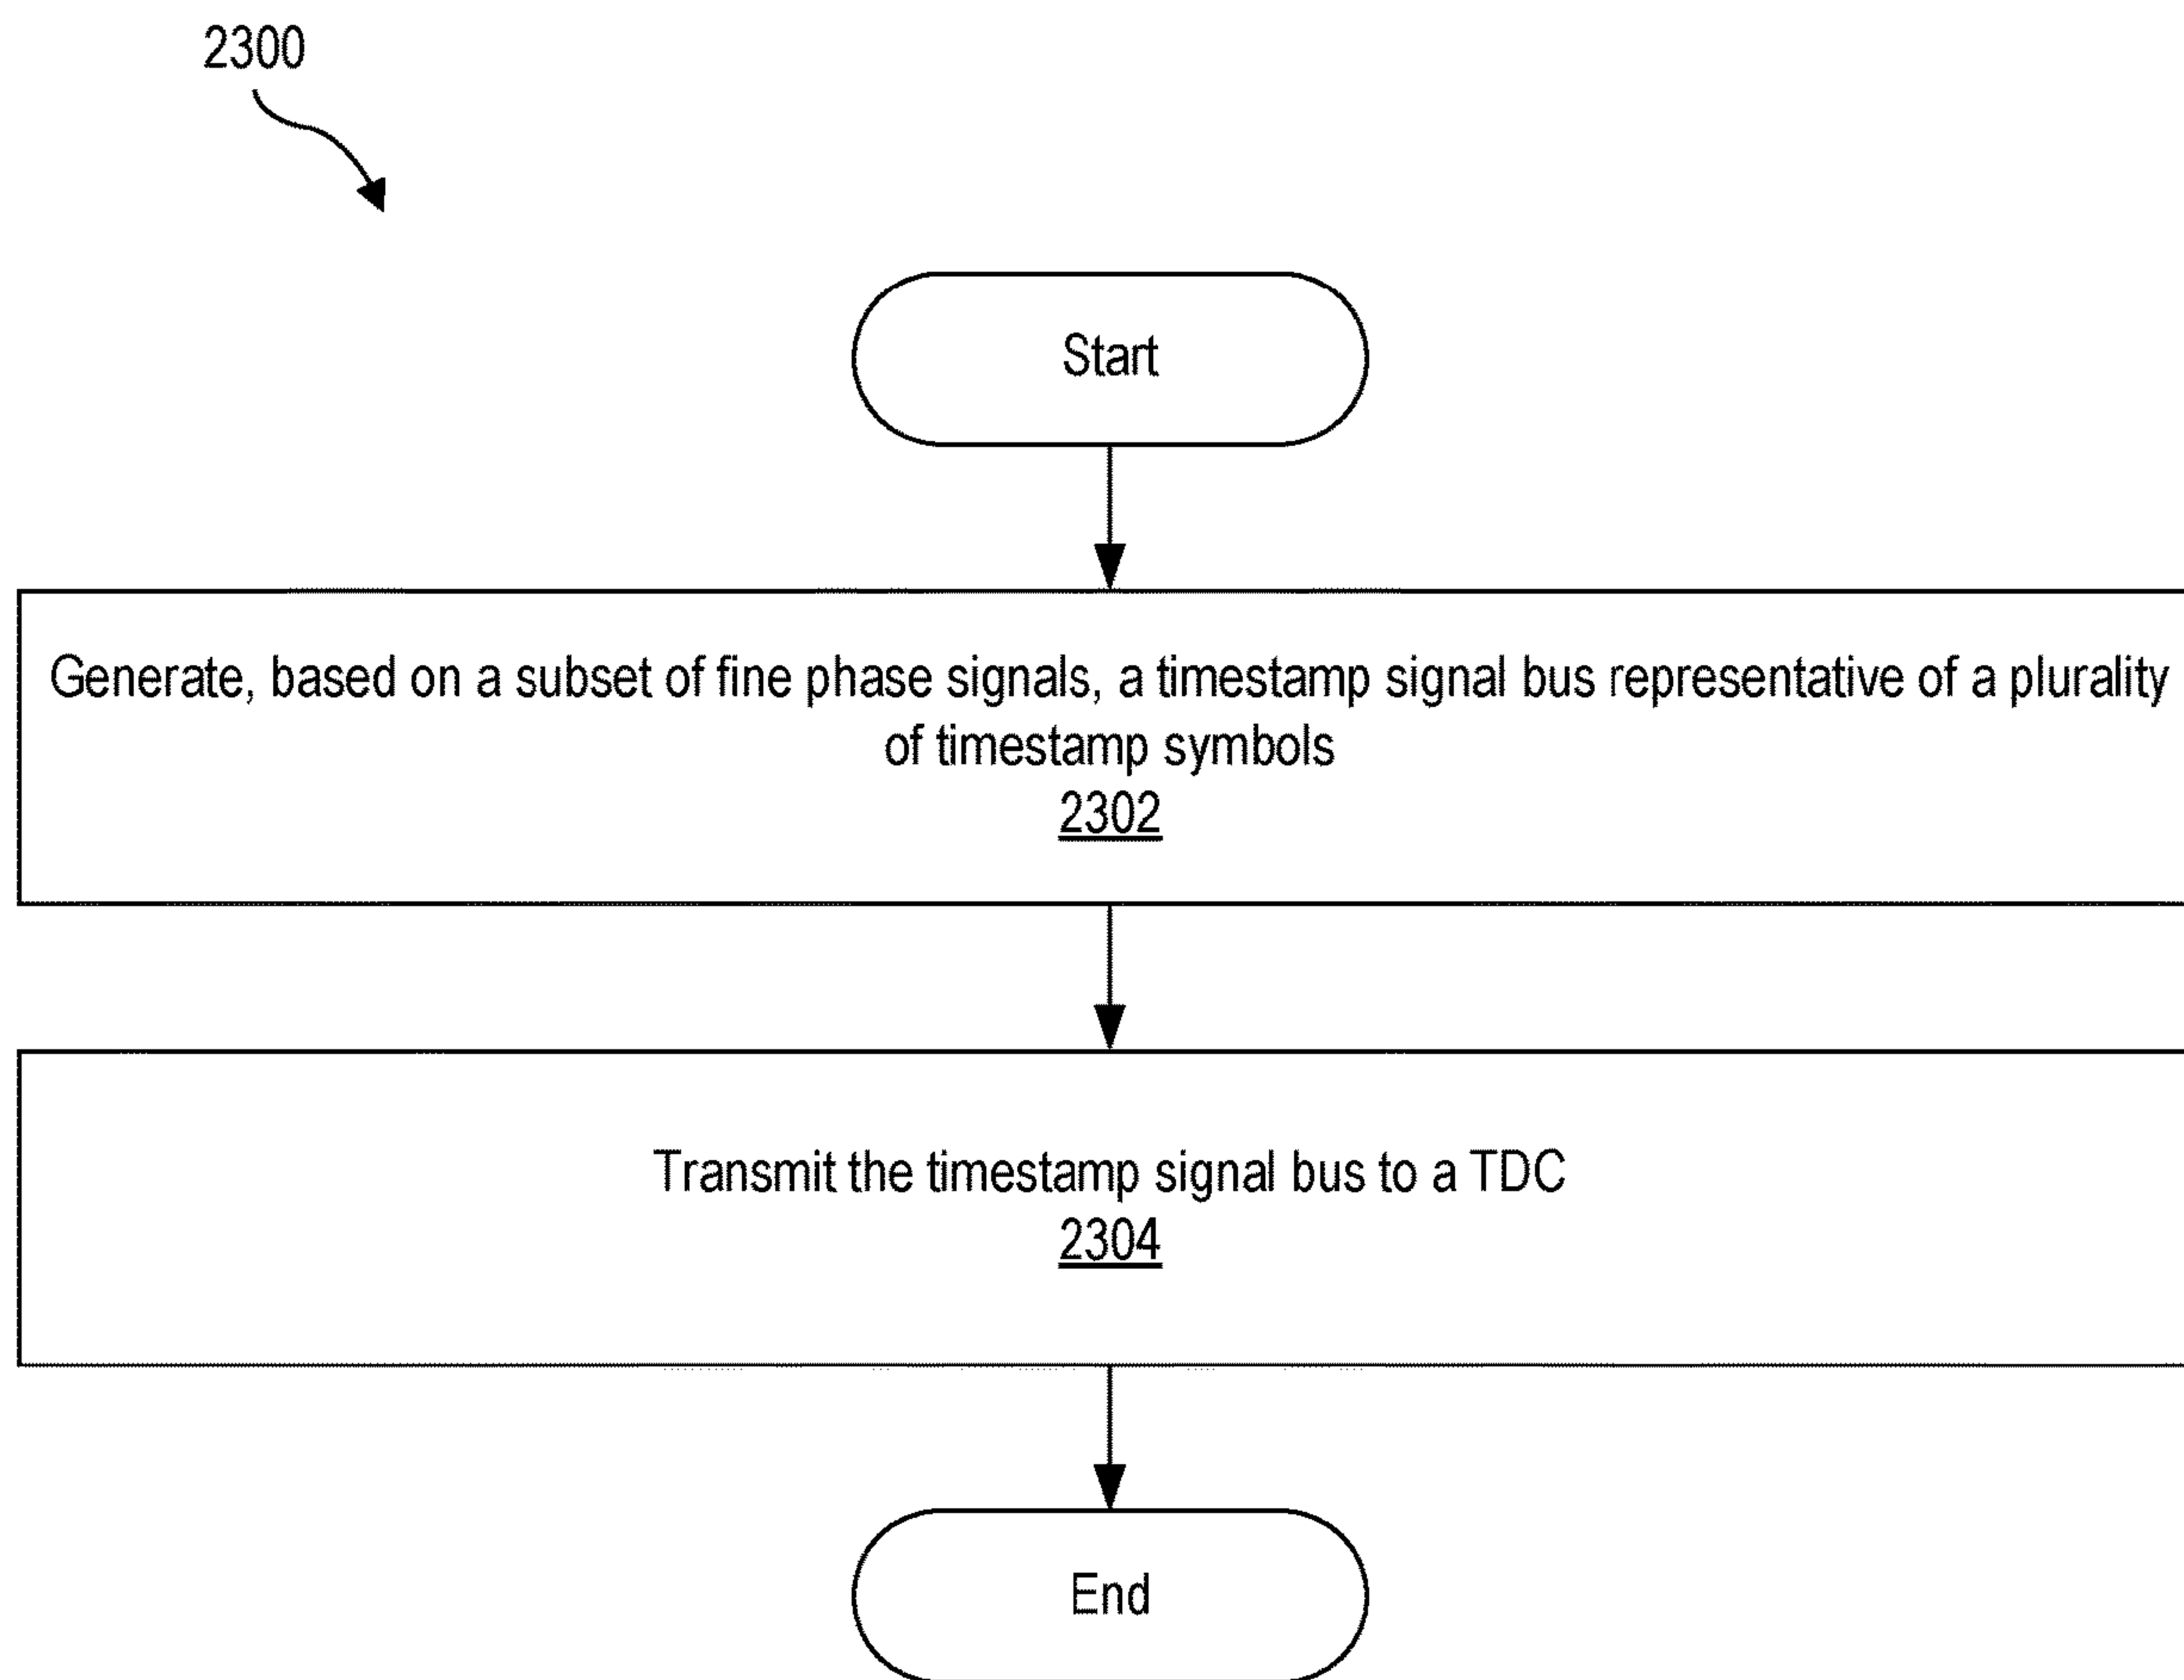 2300
Start
Generate, based on a subset of fine phase signals, a timestamp signal bus representative of a plurality
of timestamp symbols
2302
Transmit the timestamp signal bus to a TDC
2304
End